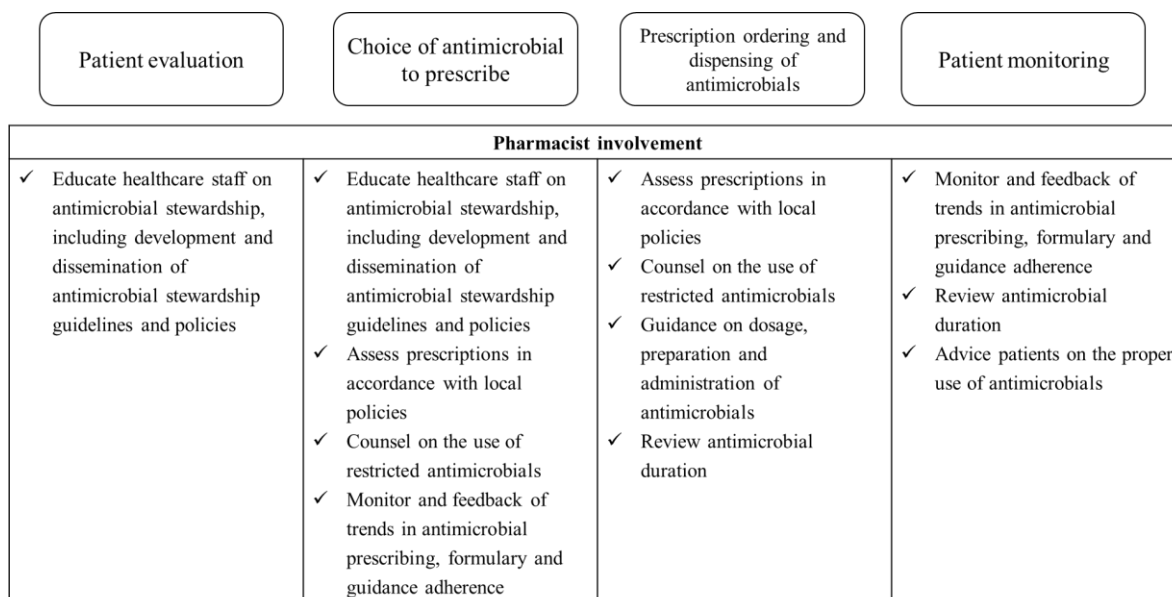 Patient evaluation
Choice of antimicrobial
to prescribe
Prescription ordering and
dispensing of
antimicrobials
Patient monitoring
Pharmacist involvement
✓ Educate healthcare staff on
antimicrobial stewardship,
including development and
dissemination of
antimicrobial stewardship
guidelines and policies
✓ Educate healthcare staff on
antimicrobial stewardship,
including development and
dissemination of
antimicrobial stewardship
guidelines and policies
✓ Assess prescriptions in
accordance with local
policies
✓ Counsel on the use of
restricted antimicrobials
✓ Monitor and feedback of
trends in antimicrobial
prescribing, formulary and
guidance adherence
✓ Assess prescriptions in
accordance with local
policies
✓ Counsel on the use of
restricted antimicrobials
✓ Guidance on dosage,
preparation and
administration of
antimicrobials
✓ Review antimicrobial
duration
✓ Monitor and feedback of
trends in antimicrobial
prescribing, formulary and
guidance adherence
✓ Review antimicrobial
duration
✓ Advice patients on the proper
use of antimicrobials